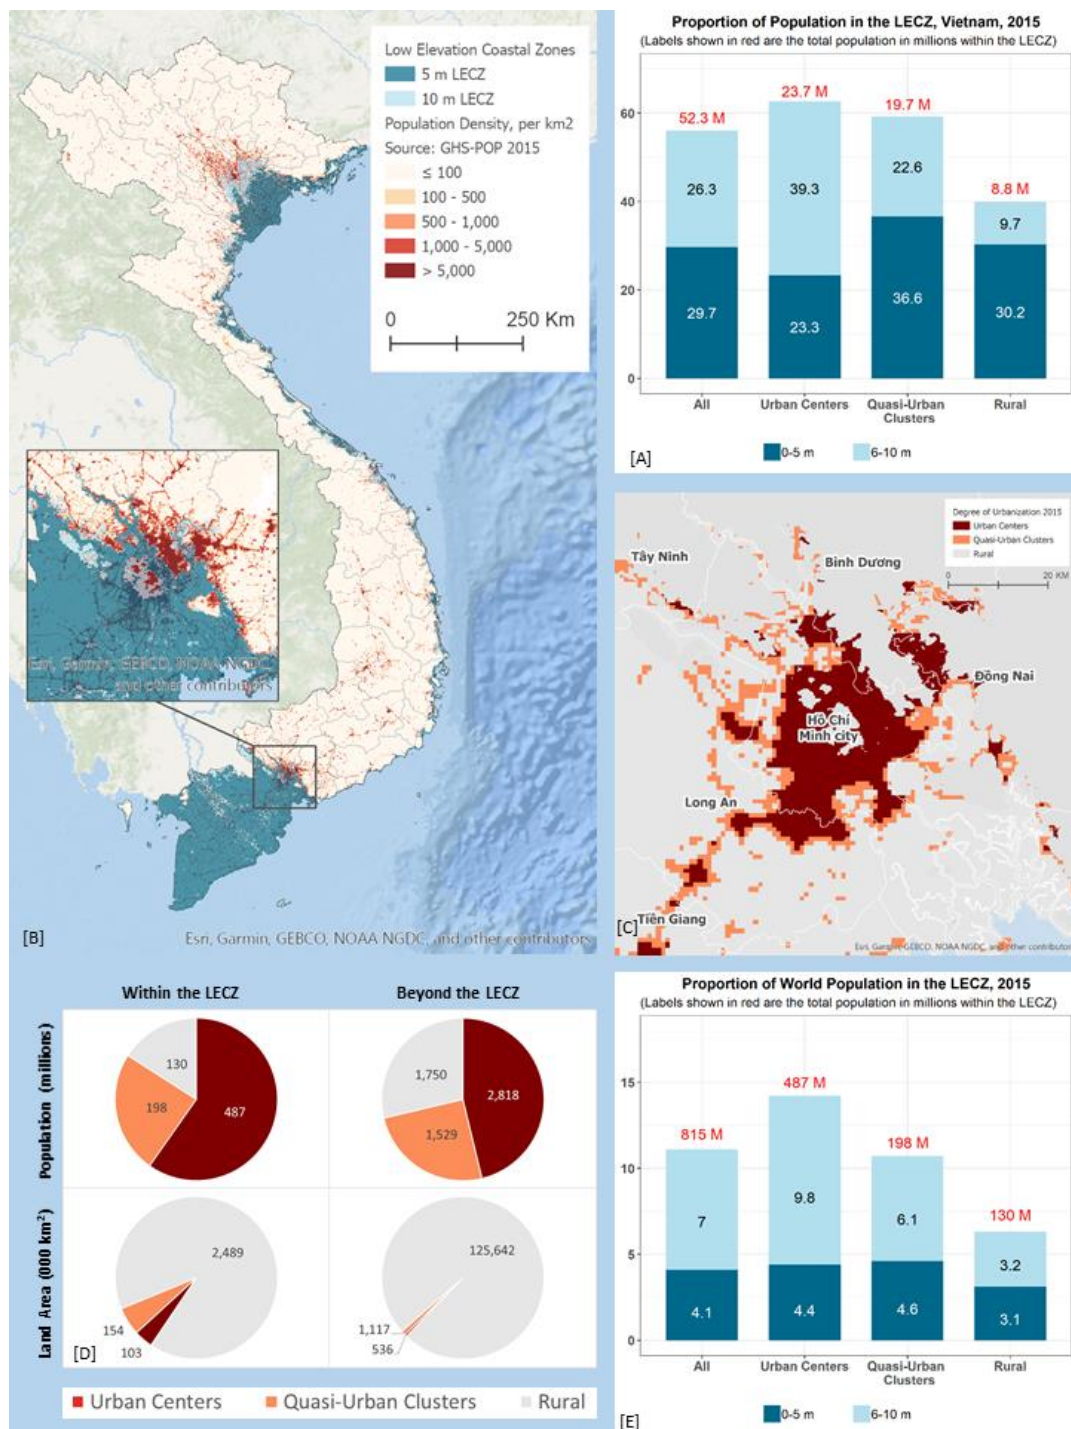 Low Elevation Coastal Zones
5 m LECZ
10 m LECZ
Population Density, per km2
Source: GHS-POP 2015
≤ 100
100 - 500
500 - 1,000
1,000 - 5,000
> 5,000
0 250 Km
Esri, Garmin, GEBCO, NOAA NGDC,
and other contributors
[B]
Esri, Garmin, GEBCO, NOAA NGDC, and other contributors
Proportion of Population in the LECZ, Vietnam, 2015
(Labels shown in red are the total population in millions within the LECZ)
60
40
20
0
52.3 M
23.7 M
19.7 M
8.8 M
26.3
39.3
22.6
9.7
29.7
23.3
36.6
30.2
All
Urban Centers
Quasi-Urban
Clusters
Rural
[A]
0-5 m
6-10 m
Degree of Urbanization 2015
Urban Centers
Quasi-Urban Clusters
Rural
0 20 KM
Tây Ninh
Bình Dương
Đồng Nai
Hồ Chí
Minh city
Long An
Tiền Giang
[C]
Esri, Garmin, GEBCO, NOAA NGDC, and other contributors
Within the LECZ
Beyond the LECZ
Population (millions)
130
198
487
1,750
1,529
2,818
Land Area (000 km²)
2,489
154
103
125,642
1,117
536
[D]
Urban Centers
Quasi-Urban Clusters
Rural
Proportion of World Population in the LECZ, 2015
(Labels shown in red are the total population in millions within the LECZ)
15
10
5
0
815 M
487 M
198 M
130 M
7
9.8
6.1
3.2
4.1
4.4
4.6
3.1
All
Urban Centers
Quasi-Urban
Clusters
Rural
[E]
0-5 m
6-10 m